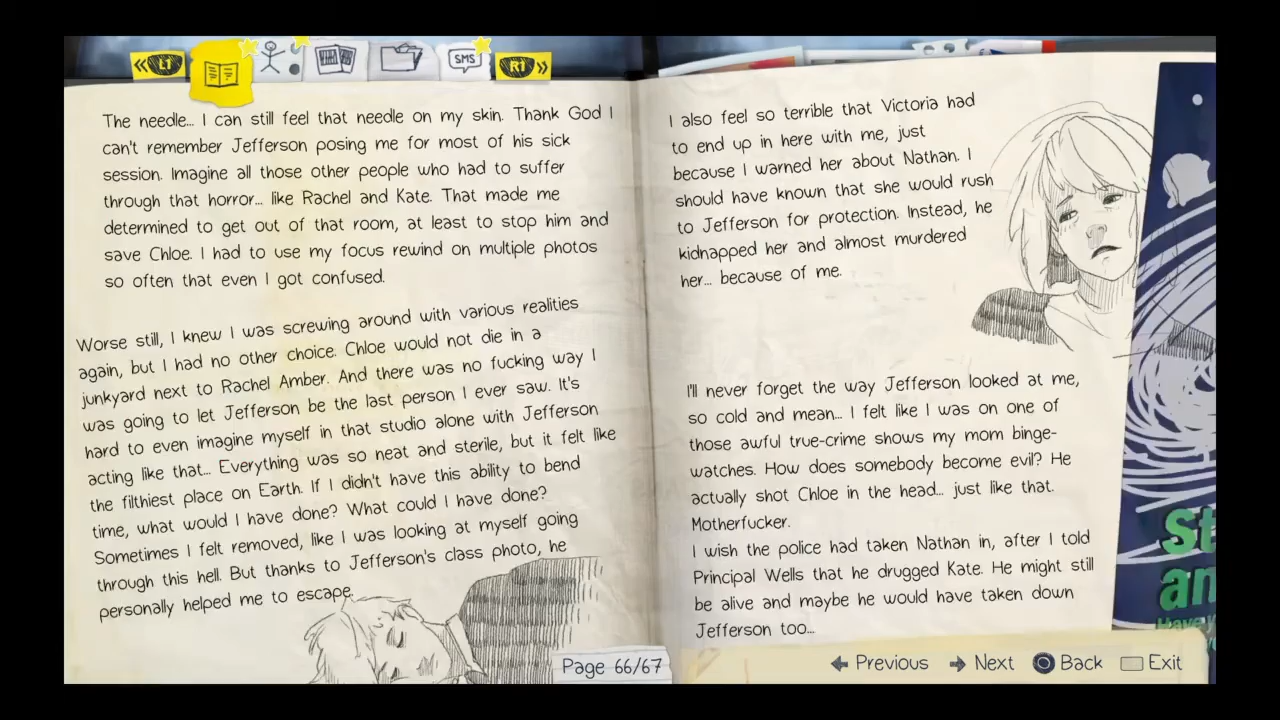 LT
SMS
RT
The needle... I can still feel that needle on my skin. Thank God I
can't remember Jefferson posing me for most of his sick
session. Imagine all those other people who had to suffer
through that horror... like Rachel and Kate. That made me
determined to get out of that room, at least to stop him and
save Chloe. I had to use my focus rewind on multiple photos
so often that even I got confused.
Worse still, I knew I was screwing around with various realities
again, but I had no other choice. Chloe would not die in a
junkyard next to Rachel Amber. And there was no fucking way I
was going to let Jefferson be the last person I ever saw. It's
hard to even imagine myself in that studio alone with Jefferson
acting like that... Everything was so neat and sterile, but it felt like
the filthiest place on Earth. If I didn't have this ability to bend
time, what would I have done? What could I have done?
Sometimes I felt removed, like I was looking at myself going
through this hell. But thanks to Jefferson's class photo, he
personally helped me to escape.
I also feel so terrible that Victoria had
to end up in here with me, just
because I warned her about Nathan. I
should have known that she would rush
to Jefferson for protection. Instead, he
kidnapped her and almost murdered
her... because of me.
I'll never forget the way Jefferson looked at me,
so cold and mean... I felt like I was on one of
those awful true-crime shows my mom binge-
watches. How does somebody become evil? He
actually shot Chloe in the head... just like that.
Motherfucker.
I wish the police had taken Nathan in, after I told
Principal Wells that he drugged Kate. He might still
be alive and maybe he would have taken down
Jefferson too...
St
an
Have y
Page 66/67
Previous Next Back Exit